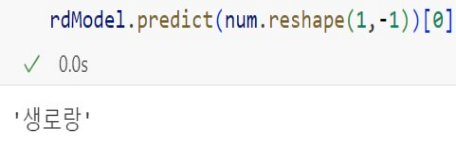 rdModel.predict(num.reshape(1,-1))[0]
✓ 0.0s
'생로랑'